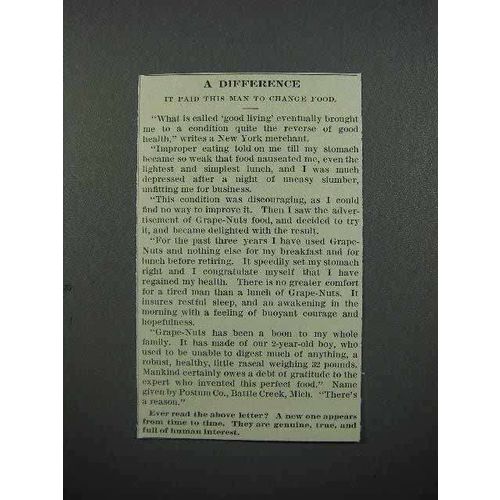 A DIFFERENCE
IT PAID THIS MAN TO CHANGE FOOD.
"What is called 'good living' eventually brought
me to a condition quite the reverse of good
health," writes a New York merchant.
"Improper eating told on me till my stomach
became so weak that food nauseated me, even the
lightest and simplest lunch, and I was much
depressed after a night of uneasy slumber,
unfitting me for business.
"This condition was discouraging, as I could
find no way to improve it. Then I saw the adver-
tisement of Grape-Nuts food, and decided to try
it, and became delighted with the result.
"For the past three years I have used Grape-
Nuts and nothing else for my breakfast and for
lunch before retiring. It speedily set my stomach
right and I congratulate myself that I have
regained my health. There is no greater comfort
for a tired man than a lunch of Grape-Nuts. It
insures restful sleep, and an awakening in the
morning with a feeling of buoyant courage and
hopefulness.
"Grape-Nuts has been a boon to my whole
family. It has made of our 2-year-old boy, who
used to be unable to digest much of anything, a
robust, healthy, little rascal weighing 32 pounds.
Mankind certainly owes a debt of gratitude to the
expert who invented this perfect food." Name
given by Postum Co., Battle Creek, Mich. "There's
a reason."
Ever read the above letter? A new one appears
from time to time. They are genuine, true, and
full of human interest.